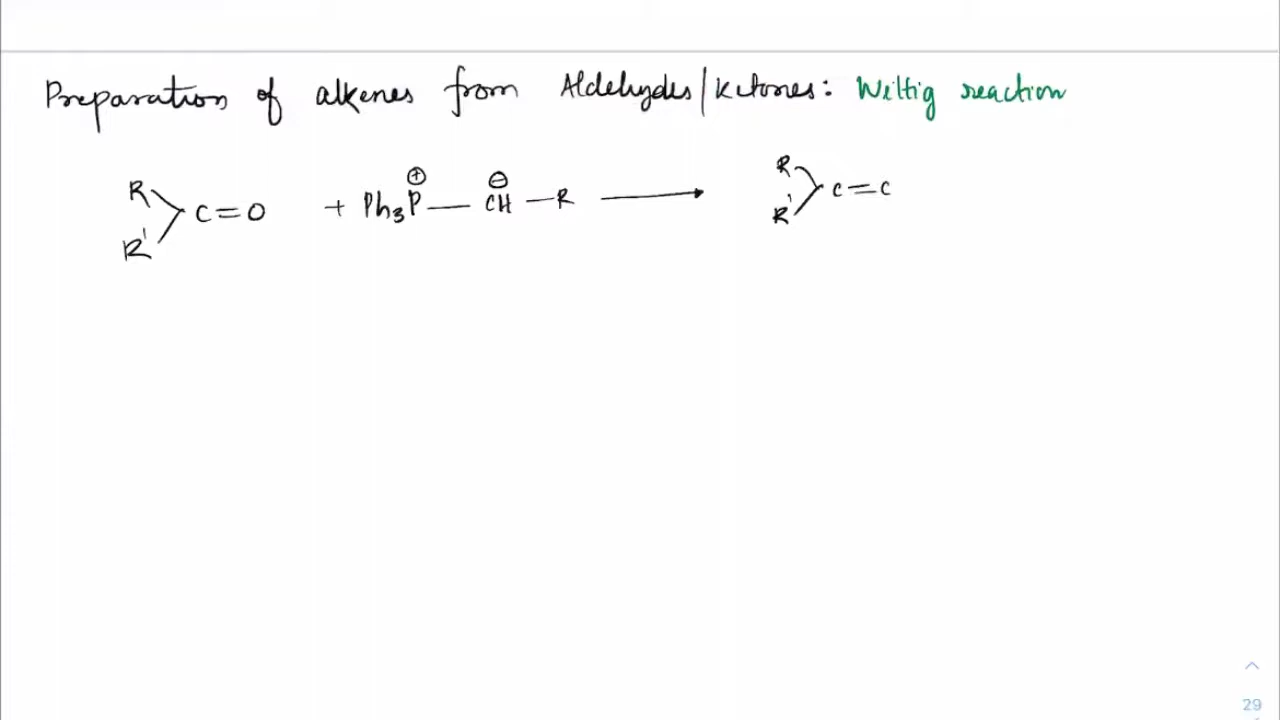 Preparation of alkenes from Aldehydes/ketones: Wittig reaction
R R' C=O + Ph₃P⊕ — CH⊖ — R ⟶ R R' C=C
29